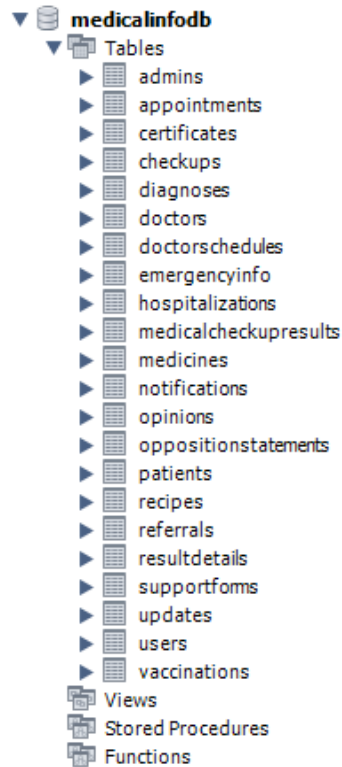 medicalinfodb
Tables
admins
appointments
certificates
checkups
diagnoses
doctors
doctorschedules
emergencyinfo
hospitalizations
medicalcheckupresults
medicines
notifications
opinions
oppositionstatements
patients
recipes
referrals
resultdetails
supportforms
updates
users
vaccinations
Views
Stored Procedures
Functions